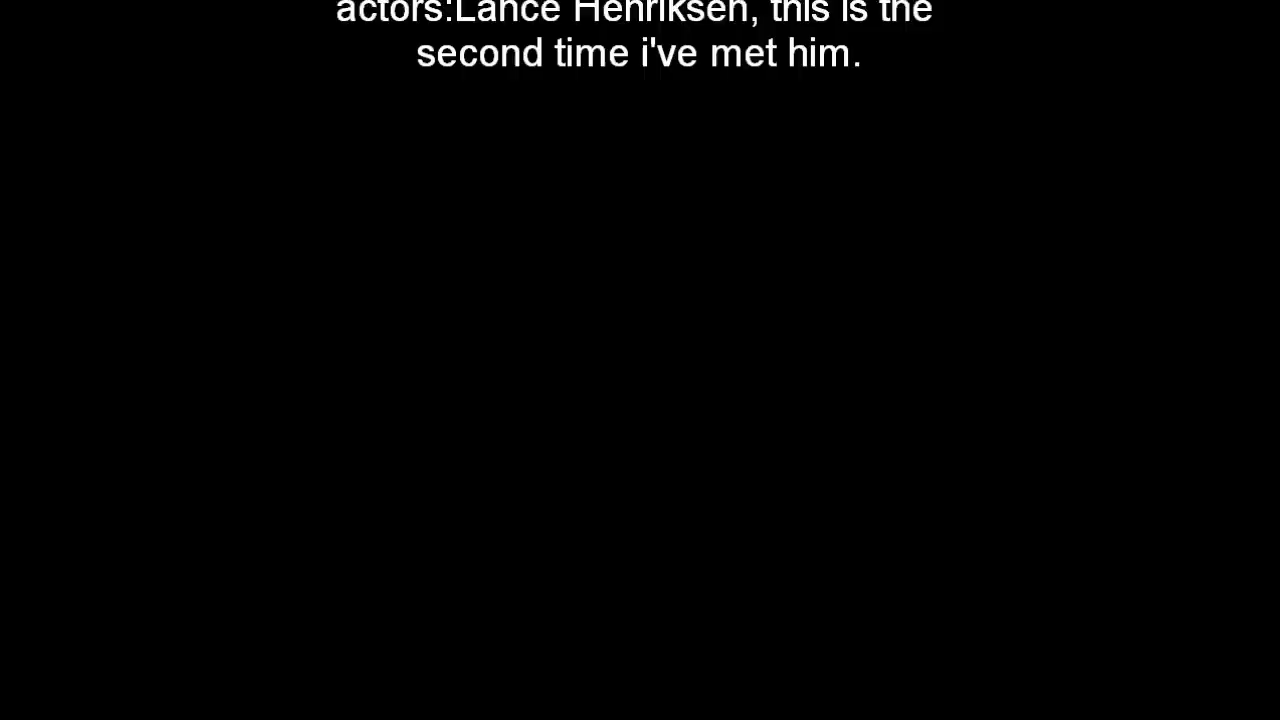 actors:Lance Henriksen, this is the
second time i've met him.